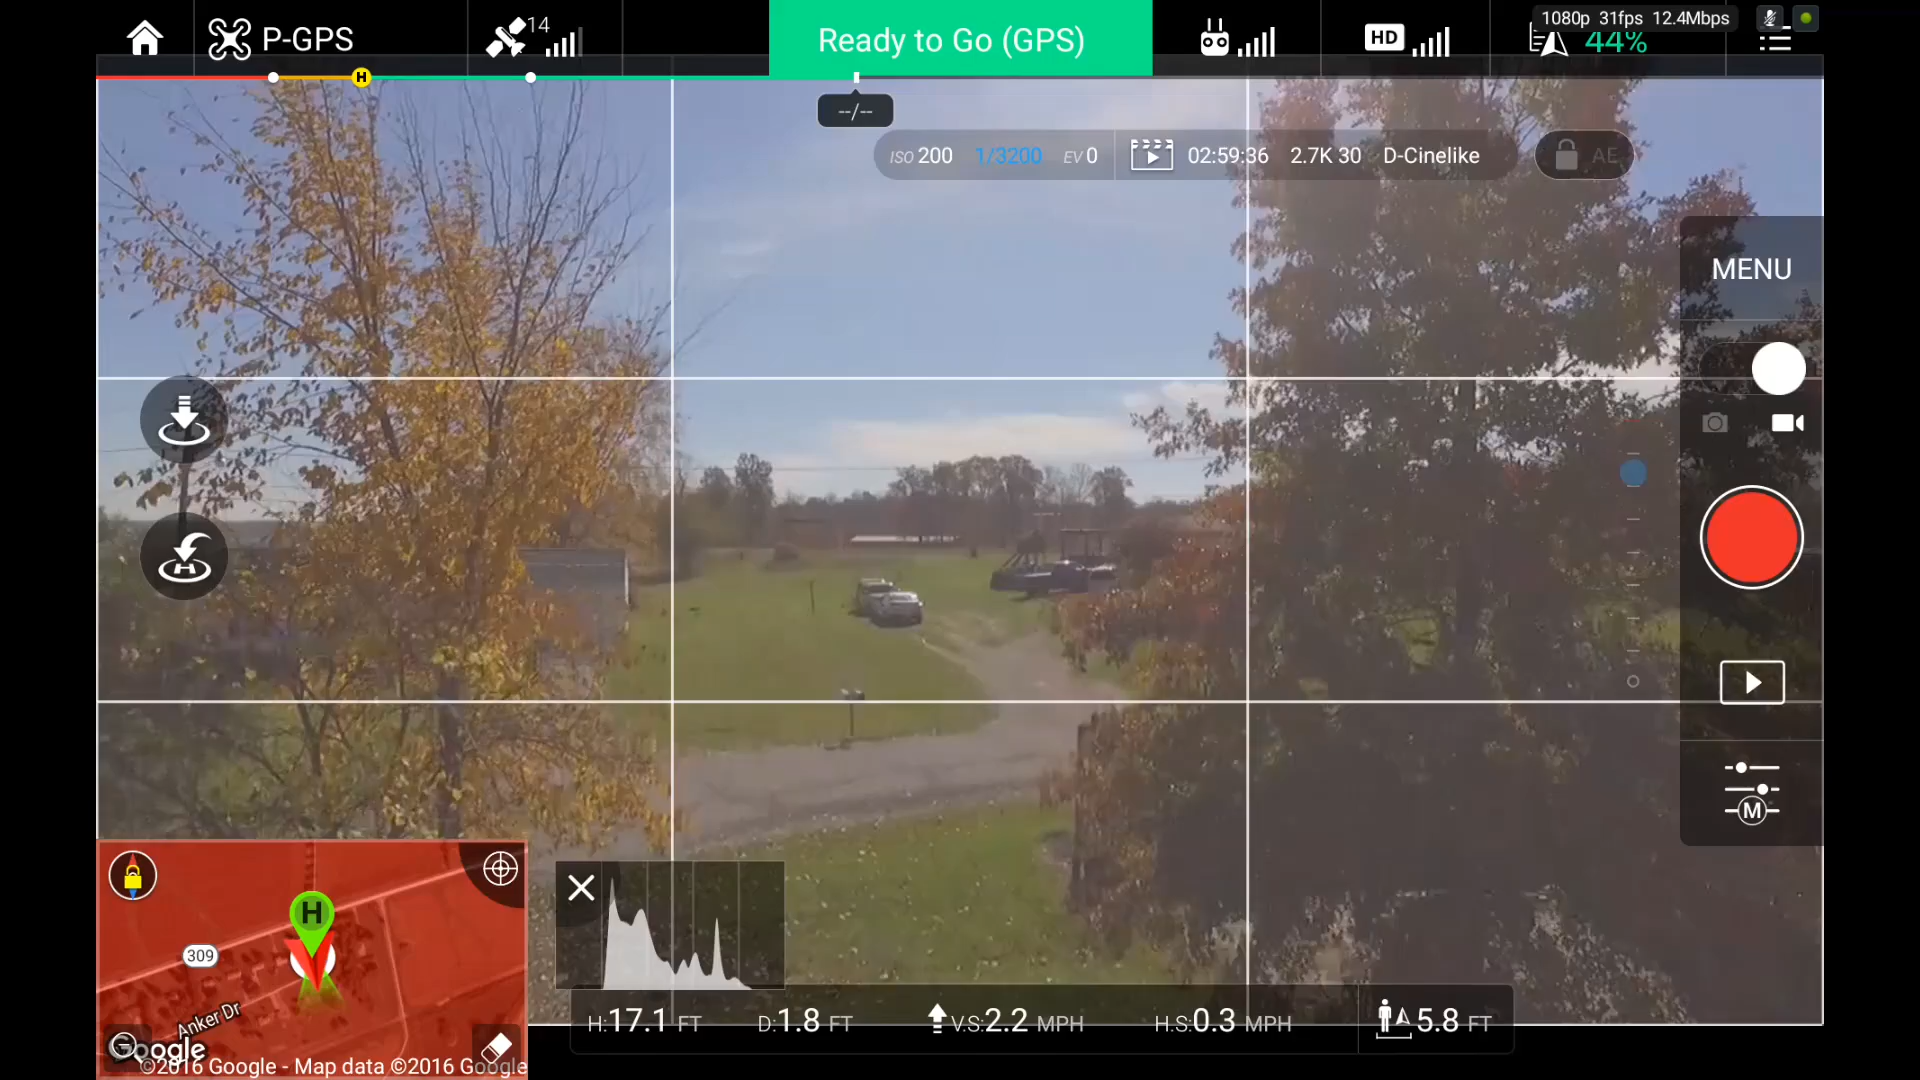 P-GPS
14
Ready to Go (GPS)
HD
1080p 31fps 12.4Mbps
44%
H
--/--
ISO 200 1/3200 EV 0 02:59:36 2.7K 30 D-Cinelike
AE
MENU
H
M
H
309
Anker Dr
Google
©2016 Google - Map data ©2016 Google
H:17.1 FT D:1.8 FT V.S:2.2 MPH H.S:0.3 MPH 5.8 FT